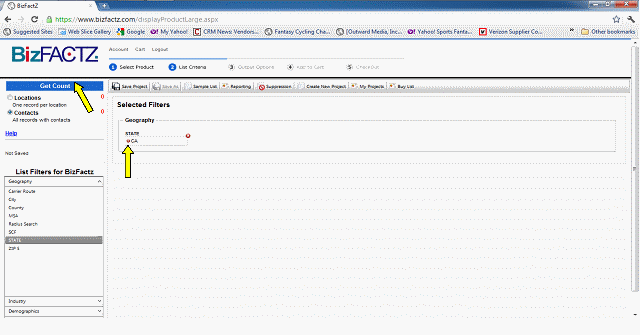 BizFactZ
https://www.bizfactz.com/displayProductLarge.aspx
Suggested Sites Web Slice Gallery Google My Yahoo! CRM News Vendors... Fantasy Cycling Cha... [Outward Media, Inc... Yahoo! Sports Fanta... Verizon Supplier Co... » Other bookmarks
BizFACTZ
Account Cart Logout
1 Select Product 2 List Criteria 3 Output Options 4 Add to Cart 5 CheckOut
Get Count
Save Project Save As Sample List Reporting Suppression Create New Project My Projects Buy List
Locations 0
One record per location
Contacts 0
All records with contacts
Help
Not Saved
Selected Filters
Geography
STATE
CA
List Filters for BizFactz
Geography
Carrier Route
City
County
MSA
Radius Search
SCF
STATE
ZIP 5
Industry
Demographics